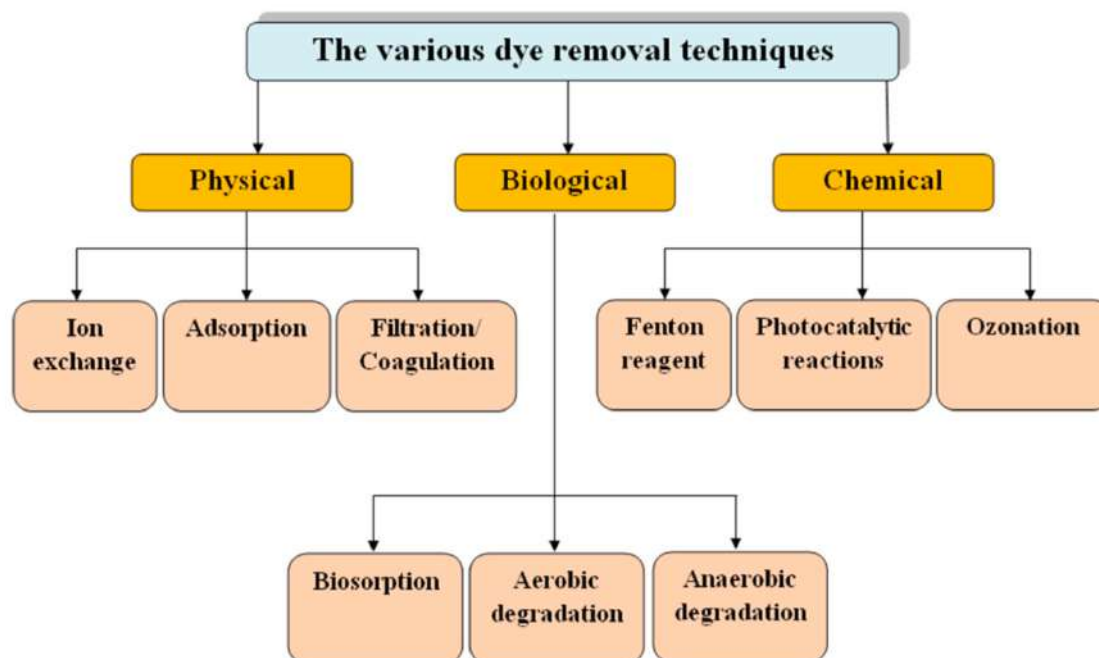 The various dye removal techniques
Physical
Biological
Chemical
Ion
exchange
Adsorption
Filtration/
Coagulation
Fenton
reagent
Photocatalytic
reactions
Ozonation
Biosorption
Aerobic
degradation
Anaerobic
degradation